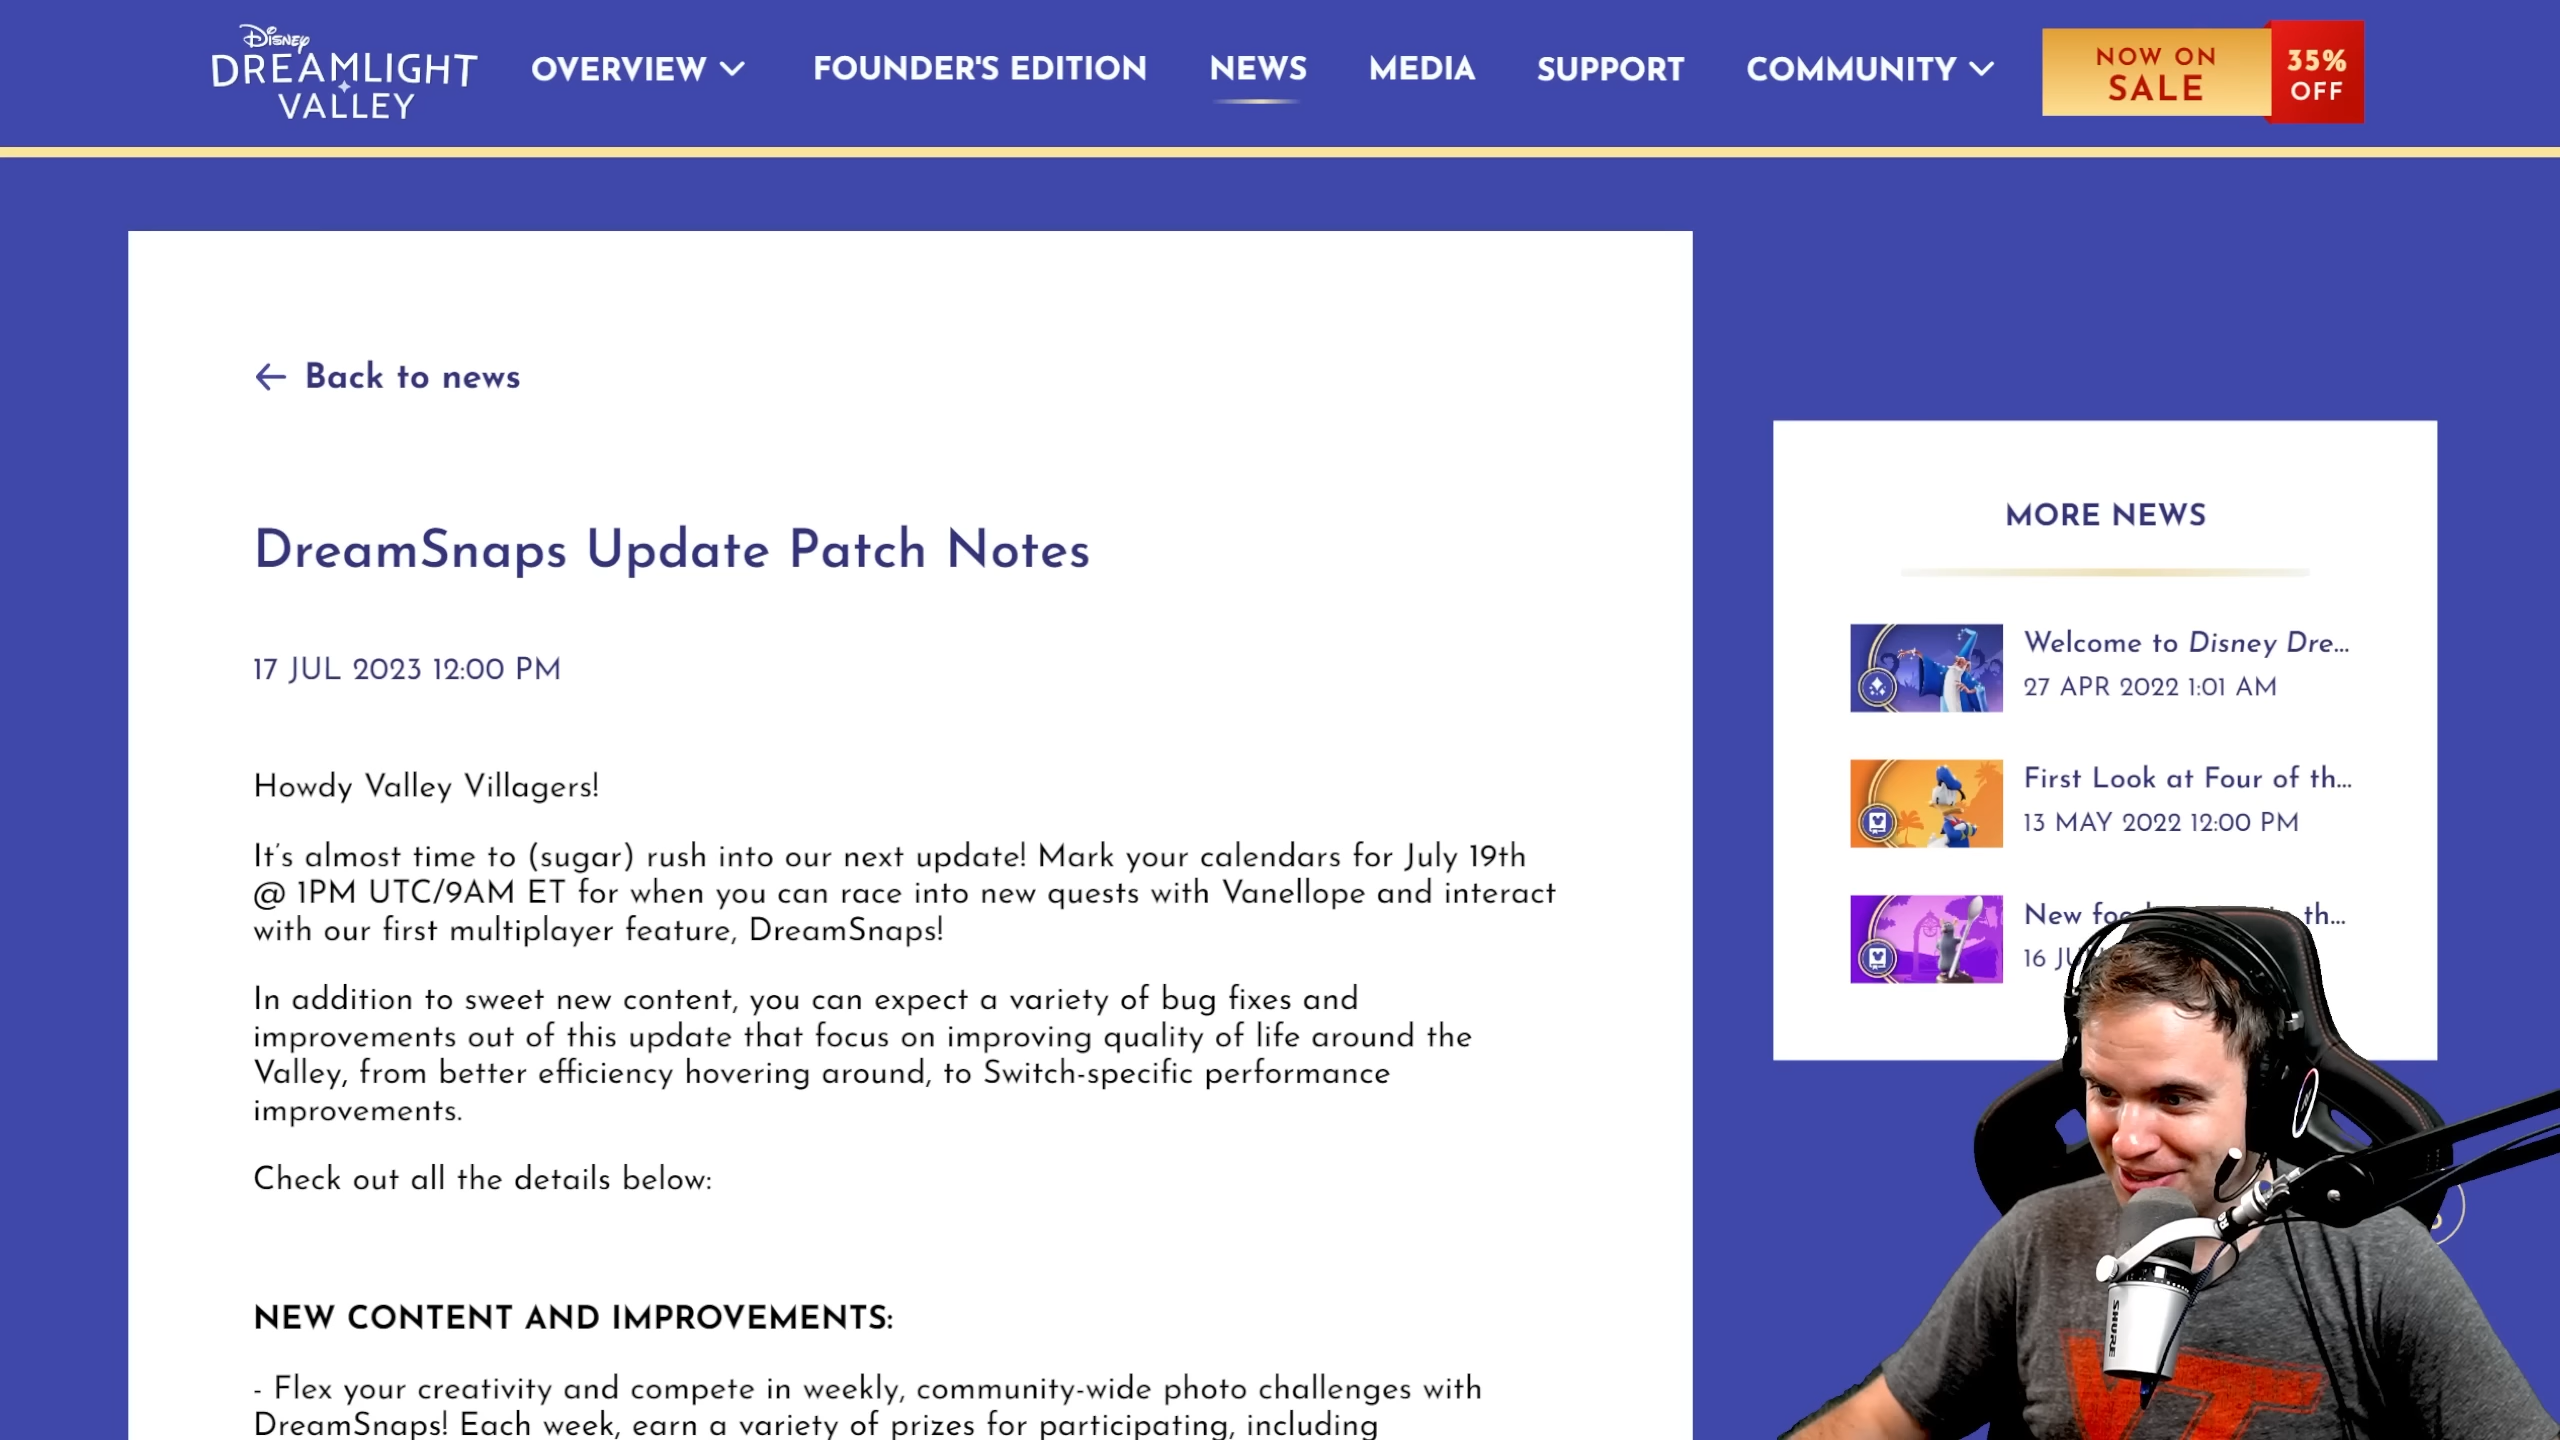 Disney
DREAMLIGHT
VALLEY
OVERVIEW
FOUNDER'S EDITION
NEWS
MEDIA
SUPPORT
COMMUNITY
NOW ON
SALE
35%
OFF
Back to news
DreamSnaps Update Patch Notes
17 JUL 2023 12:00 PM
Howdy Valley Villagers!
It's almost time to (sugar) rush into our next update! Mark your calendars for July 19th
@ 1PM UTC/9AM ET for when you can race into new quests with Vanellope and interact
with our first multiplayer feature, DreamSnaps!
In addition to sweet new content, you can expect a variety of bug fixes and
improvements out of this update that focus on improving quality of life around the
Valley, from better efficiency hovering around, to Switch-specific performance
improvements.
Check out all the details below:
NEW CONTENT AND IMPROVEMENTS:
- Flex your creativity and compete in weekly, community-wide photo challenges with
DreamSnaps! Each week, earn a variety of prizes for participating, including
MORE NEWS
Welcome to Disney Dre...
27 APR 2022 1:01 AM
First Look at Four of th...
13 MAY 2022 12:00 PM
New th...
16
SHURE
VT